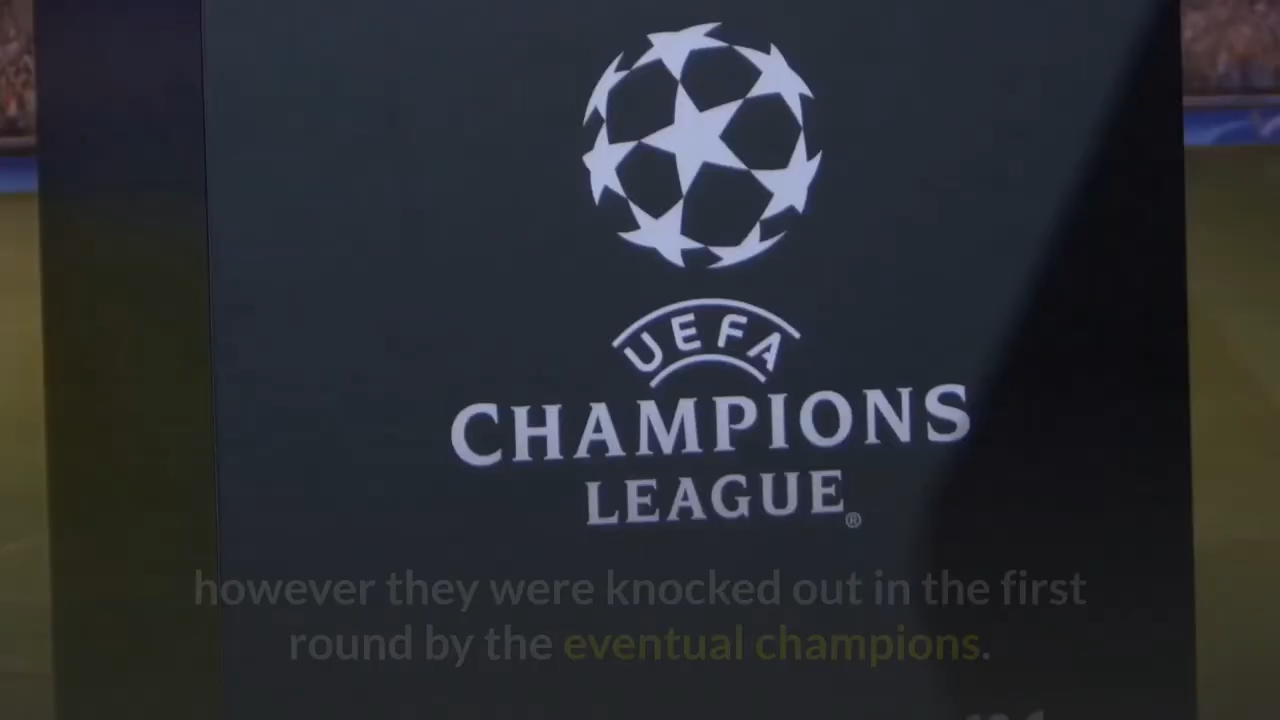 UEFA
CHAMPIONS
LEAGUE®
however they were knocked out in the first
round by the eventual champions.